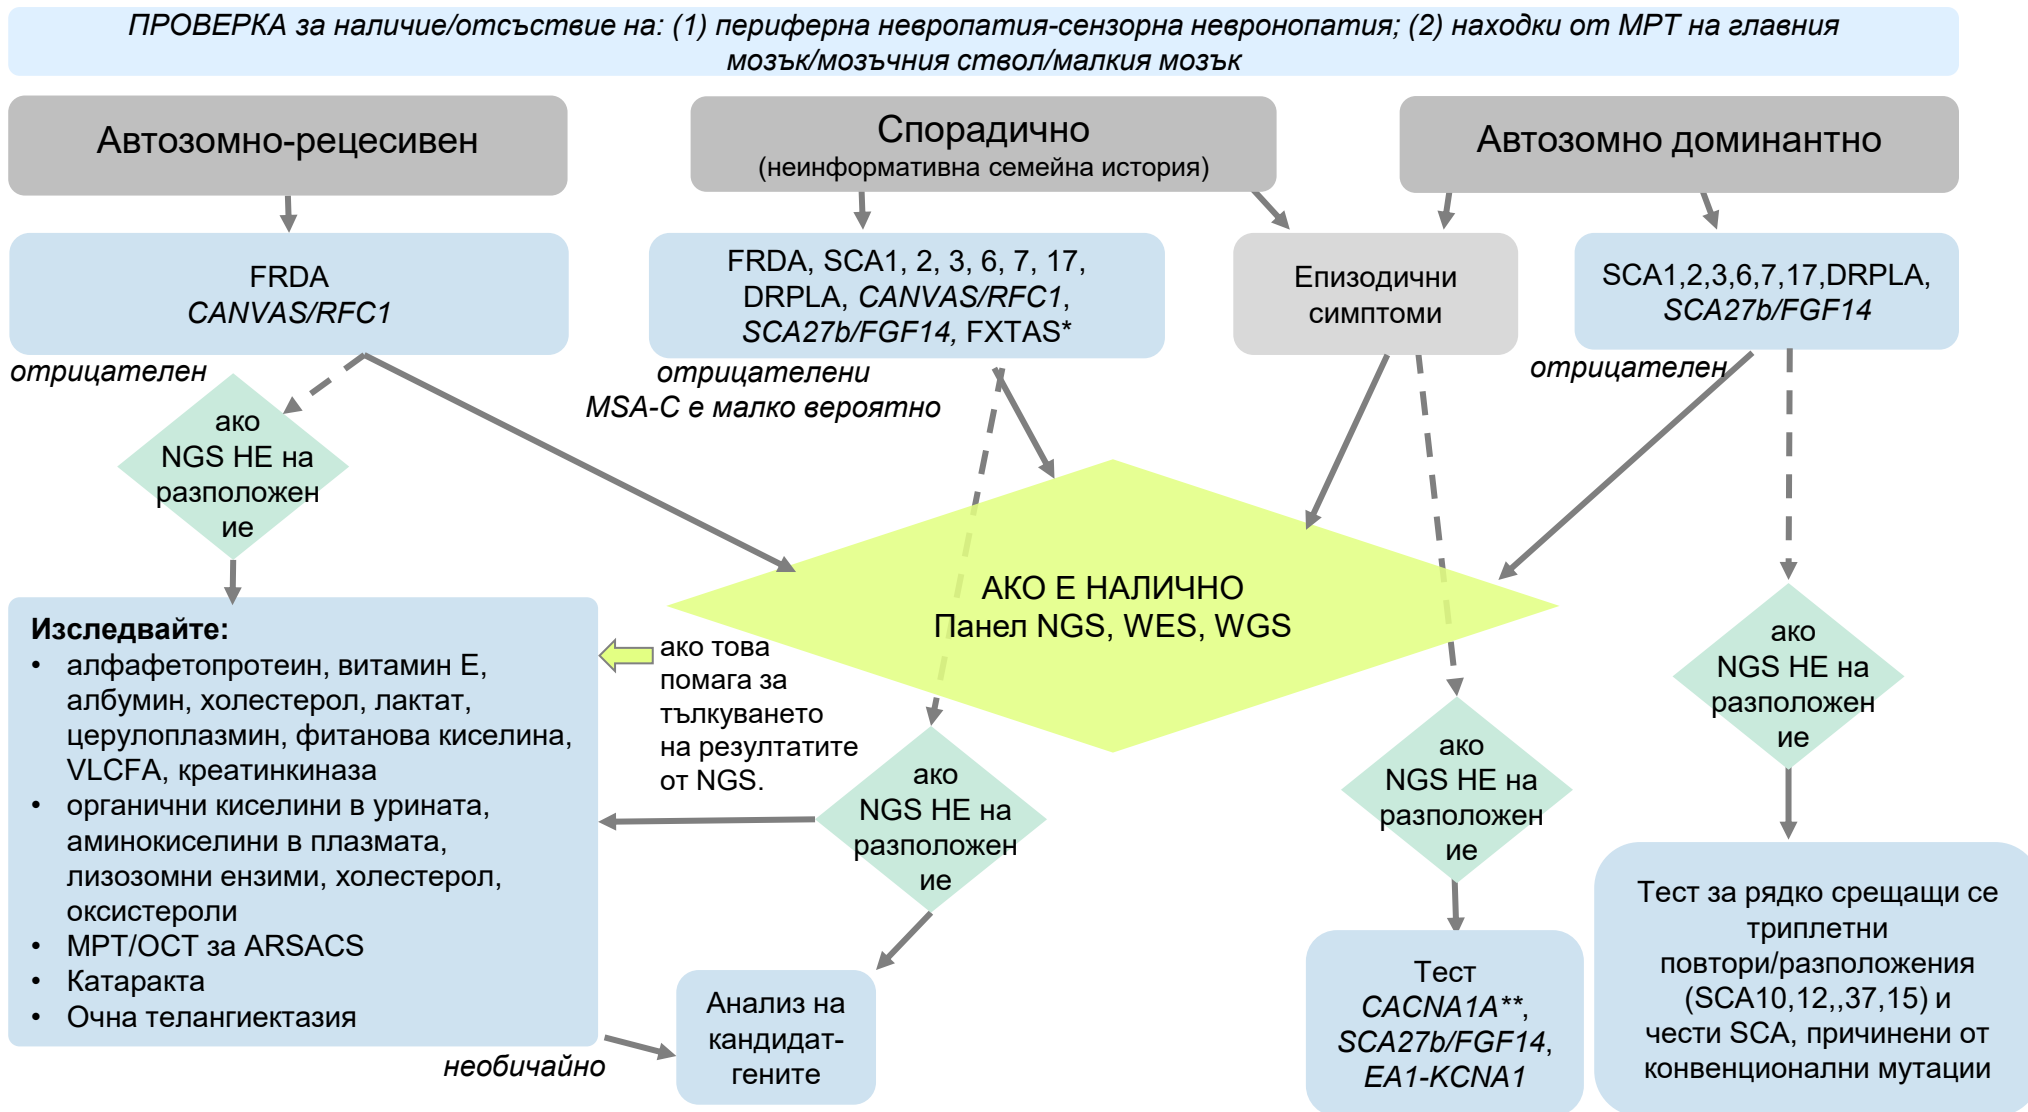 ПРОВЕРКА за наличие/отсъствие на: (1) периферна невропатия-сензорна невронопатия; (2) находки от МРТ на главния
мозък/мозъчния ствол/малкия мозък
Автозомно-рецесивен
Спорадично
(неинформативна семейна история)
Автозомно доминантно
FRDA
CANVAS/RFC1
FRDA, SCA1, 2, 3, 6, 7, 17,
DRPLA, CANVAS/RFC1,
SCA27b/FGF14, FXTAS*
Епизодични
симптоми
SCA1,2,3,6,7,17,DRPLA,
SCA27b/FGF14
отрицателен
отрицателени
MSA-C е малко вероятно
отрицателен
ако
NGS НЕ на
разположен
ие
АКО Е НАЛИЧНО
Панел NGS, WES, WGS
Изследвайте:
• алфафетопротеин, витамин Е,
албумин, холестерол, лактат,
церулоплазмин, фитанова киселина,
VLCFA, креатинкиназа
• органични киселини в урината,
аминокиселини в плазмата,
лизозомни ензими, холестерол,
оксистероли
• МРТ/ОСТ за ARSACS
• Катаракта
• Очна телангиектазия
ако това
помага за
тълкуването
на резултатите
от NGS.
ако
NGS НЕ на
разположен
ие
ако
NGS НЕ на
разположен
ие
ако
NGS НЕ на
разположен
ие
необичайно
Анализ на
кандидат-
гените
Тест
CACNA1A**,
SCA27b/FGF14,
EA1-KCNA1
Тест за рядко срещащи се
триплетни
повтори/разположения
(SCA10,12,,37,15) и
чести SCA, причинени от
конвенционални мутации